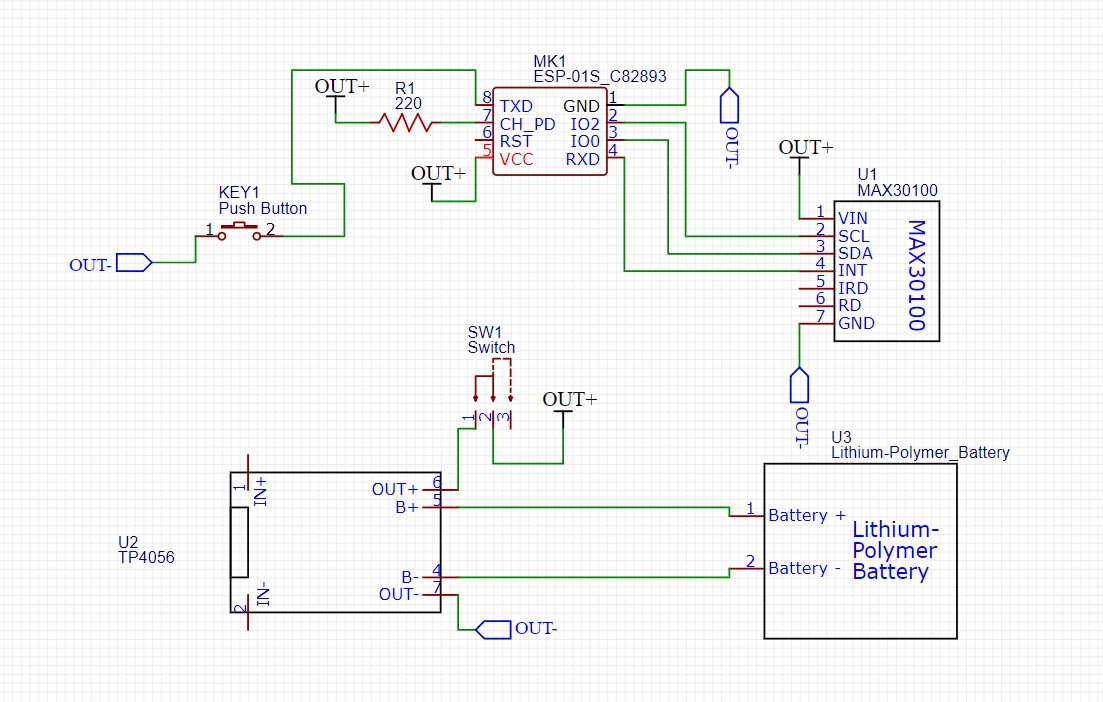 MK1
ESP-01S_C82893
OUT+
R1
220
8
TXD
7
CH_PD
6
RST
5
VCC
GND
1
IO2
2
IO0
3
RXD
4
OUT-
OUT+
OUT+
U1
MAX30100
1
VIN
2
SCL
3
SDA
4
INT
5
IRD
6
RD
7
GND
MAX30100
OUT-
KEY1
Push Button
1
2
OUT-
SW1
Switch
1
2
3
OUT+
U2
TP4056
1
IN+
2
IN-
OUT+
6
B+
5
B-
4
OUT-
7
OUT-
U3
Lithium-Polymer_Battery
1
Battery +
2
Battery -
Lithium-
Polymer
Battery